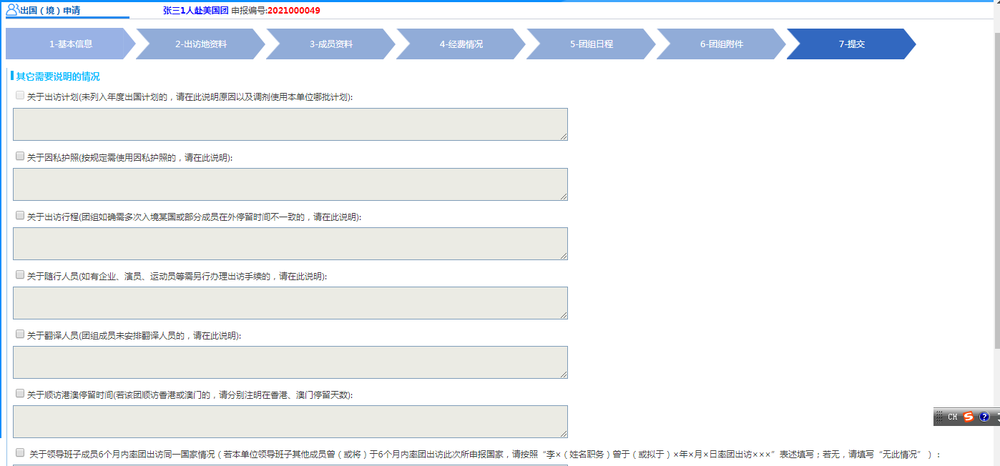 出国（境）申请
张三1人赴美国团 申报编号:2021000049
1-基本信息
2-出访地资料
3-成员资料
4-经费情况
5-团组日程
6-团组附件
7-提交
其它需要说明的情况
关于出访计划(未列入年度出国计划的，请在此说明原因以及调剂使用本单位哪批计划):
关于因私护照(按规定需使用因私护照的，请在此说明):
关于出访行程(团组如确需多次入境某国或部分成员在外停留时间不一致的，请在此说明):
关于随行人员(如有企业、演员、运动员等需另行办理出访手续的，请在此说明):
关于翻译人员(团组成员未安排翻译人员的，请在此说明):
关于顺访港澳停留时间(若该团顺访香港或澳门的，请分别注明在香港、澳门停留天数):
CH S ?
关于领导班子成员6个月内率团出访同一国家情况（若本单位领导班子其他成员曾（或将）于6个月内率团出访此次所申报国家，请按照“李×（姓名职务）曾于（或拟于）×年×月×日率团出访×××”表述填写；若无，请填写“无此情况”）：